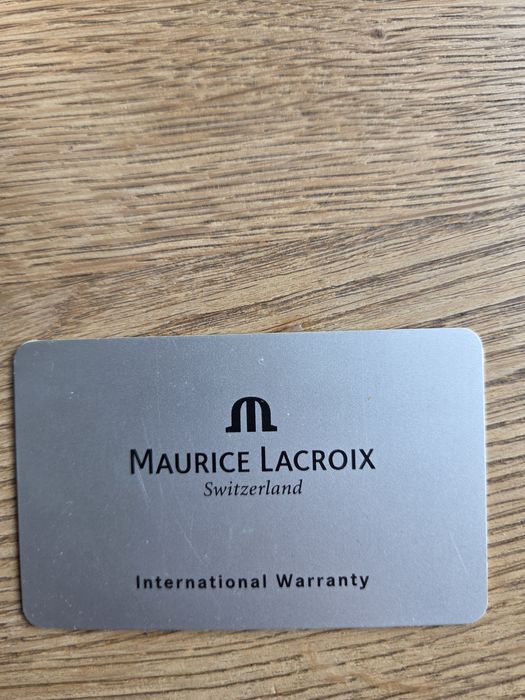 MAURICE LACROIX
Switzerland
International Warranty